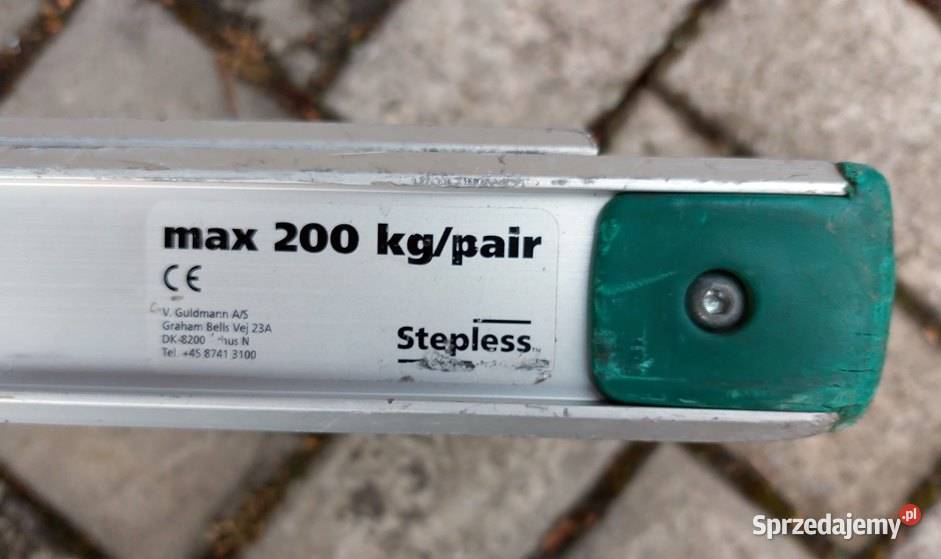 max 200 kg/pair
CE
V. Guldmann A/S
Graham Bells Vej 23A
DK-8200 hus N
Tel. +45 8741 3100
Stepless
Sprzedajemy.pl